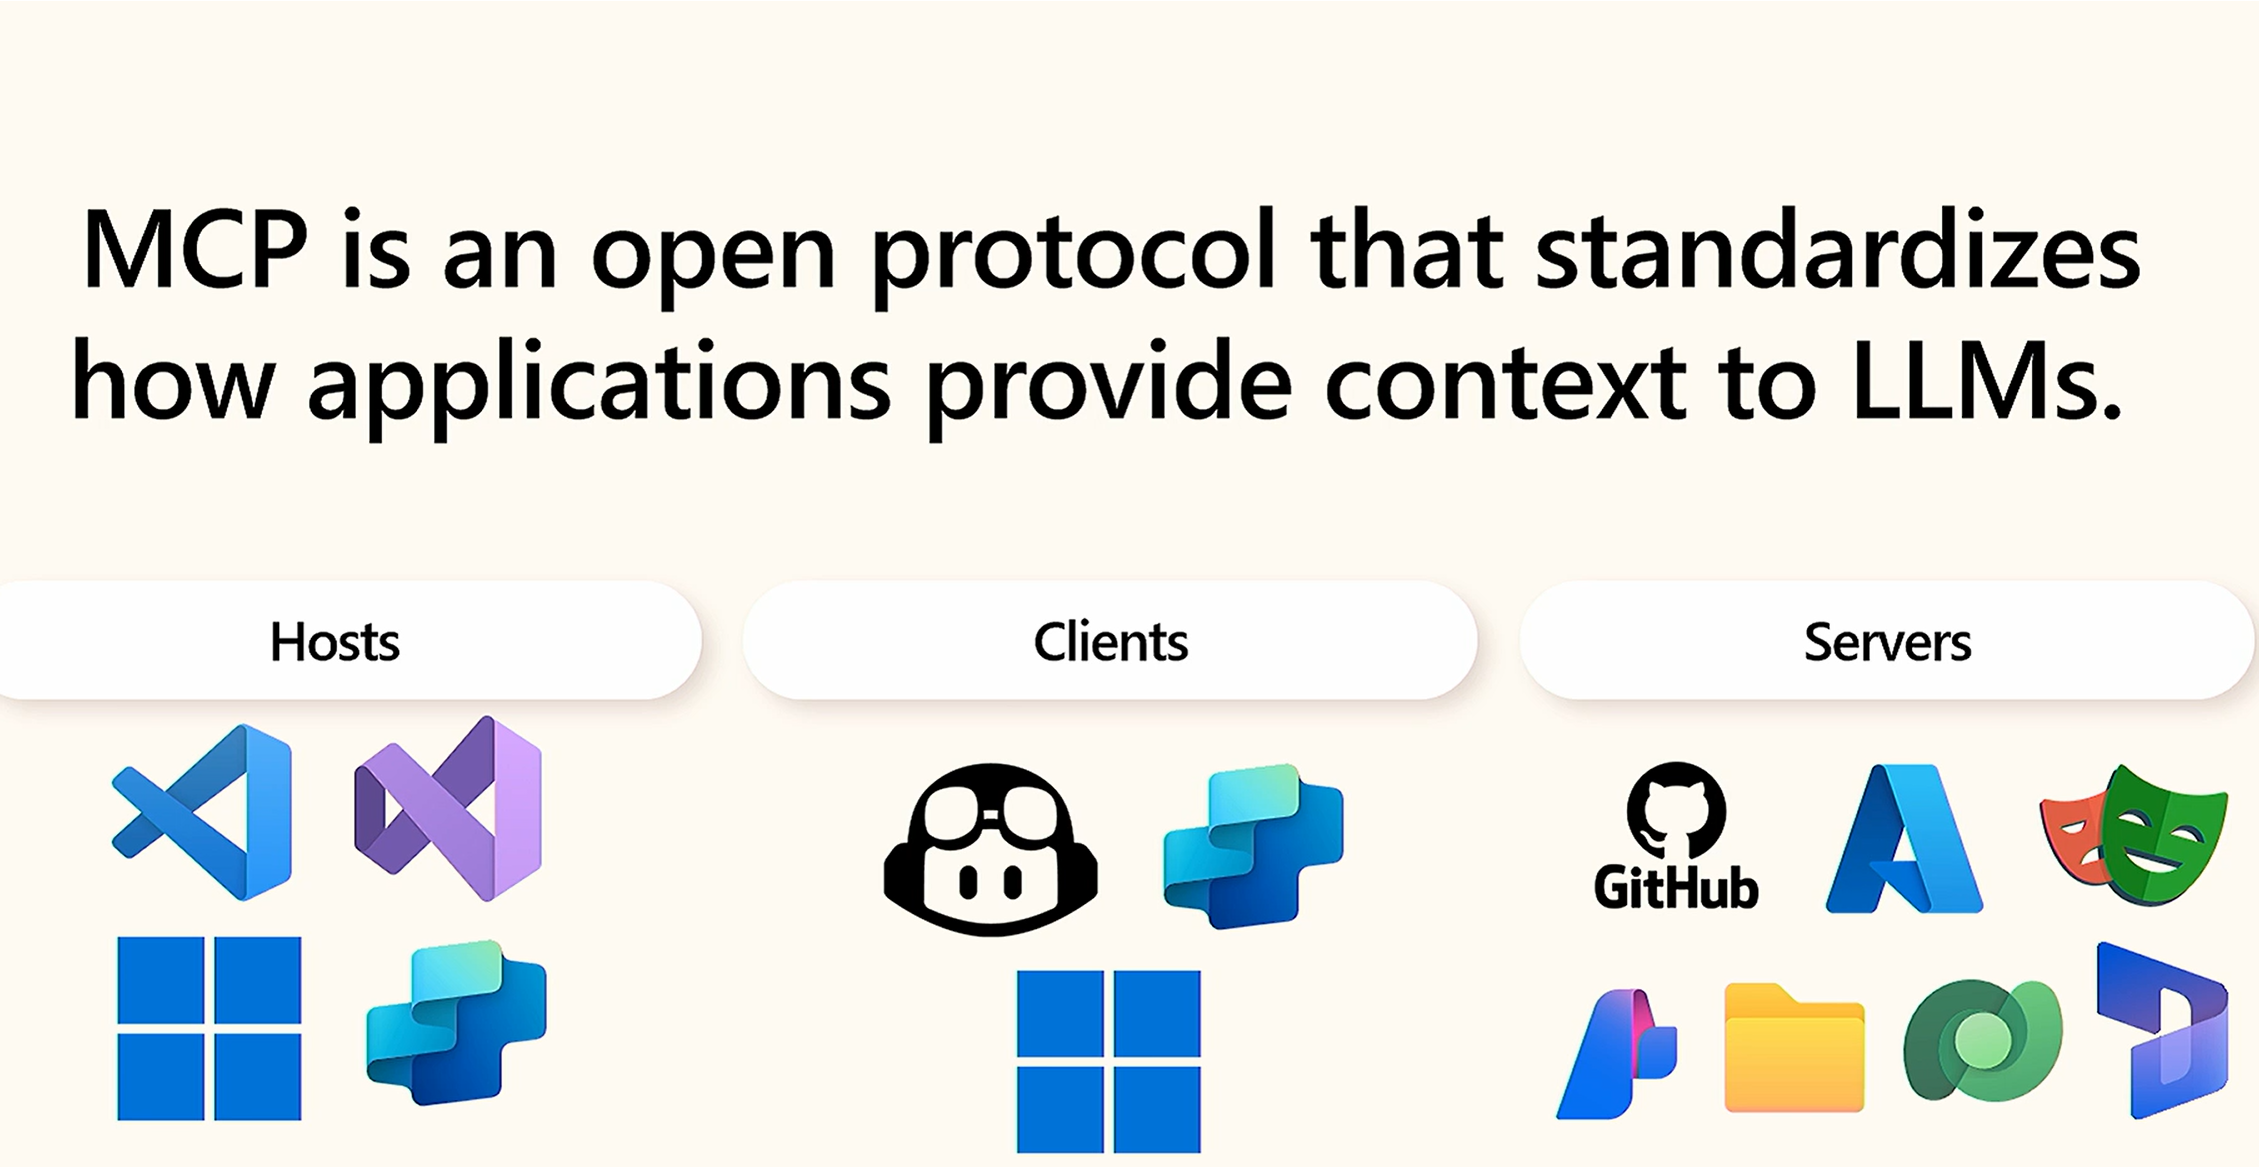 MCP is an open protocol that standardizes
how applications provide context to LLMs.
Hosts
Clients
Servers
GitHub